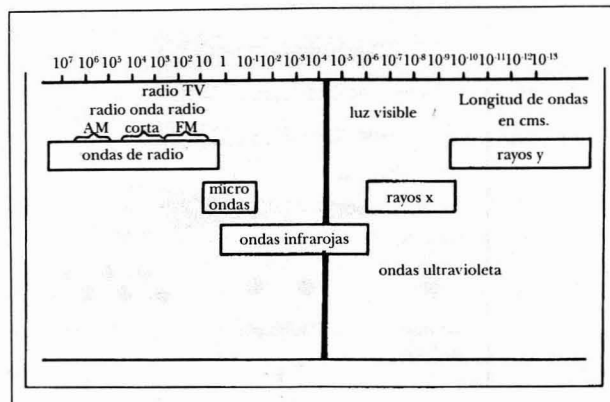 10⁷ 10⁶ 10⁵ 10⁴ 10³ 10² 10 1 10⁻¹ 10⁻² 10⁻³ 10⁻⁴ 10⁻⁵ 10⁻⁶ 10⁻⁷ 10⁻⁸ 10⁻⁹ 10⁻¹⁰ 10⁻¹¹ 10⁻¹² 10⁻¹³
radio TV
radio onda radio
AM corta FM
ondas de radio
luz visible
Longitud de ondas
en cms.
rayos y
micro
ondas
rayos x
ondas infrarojas
ondas ultravioleta